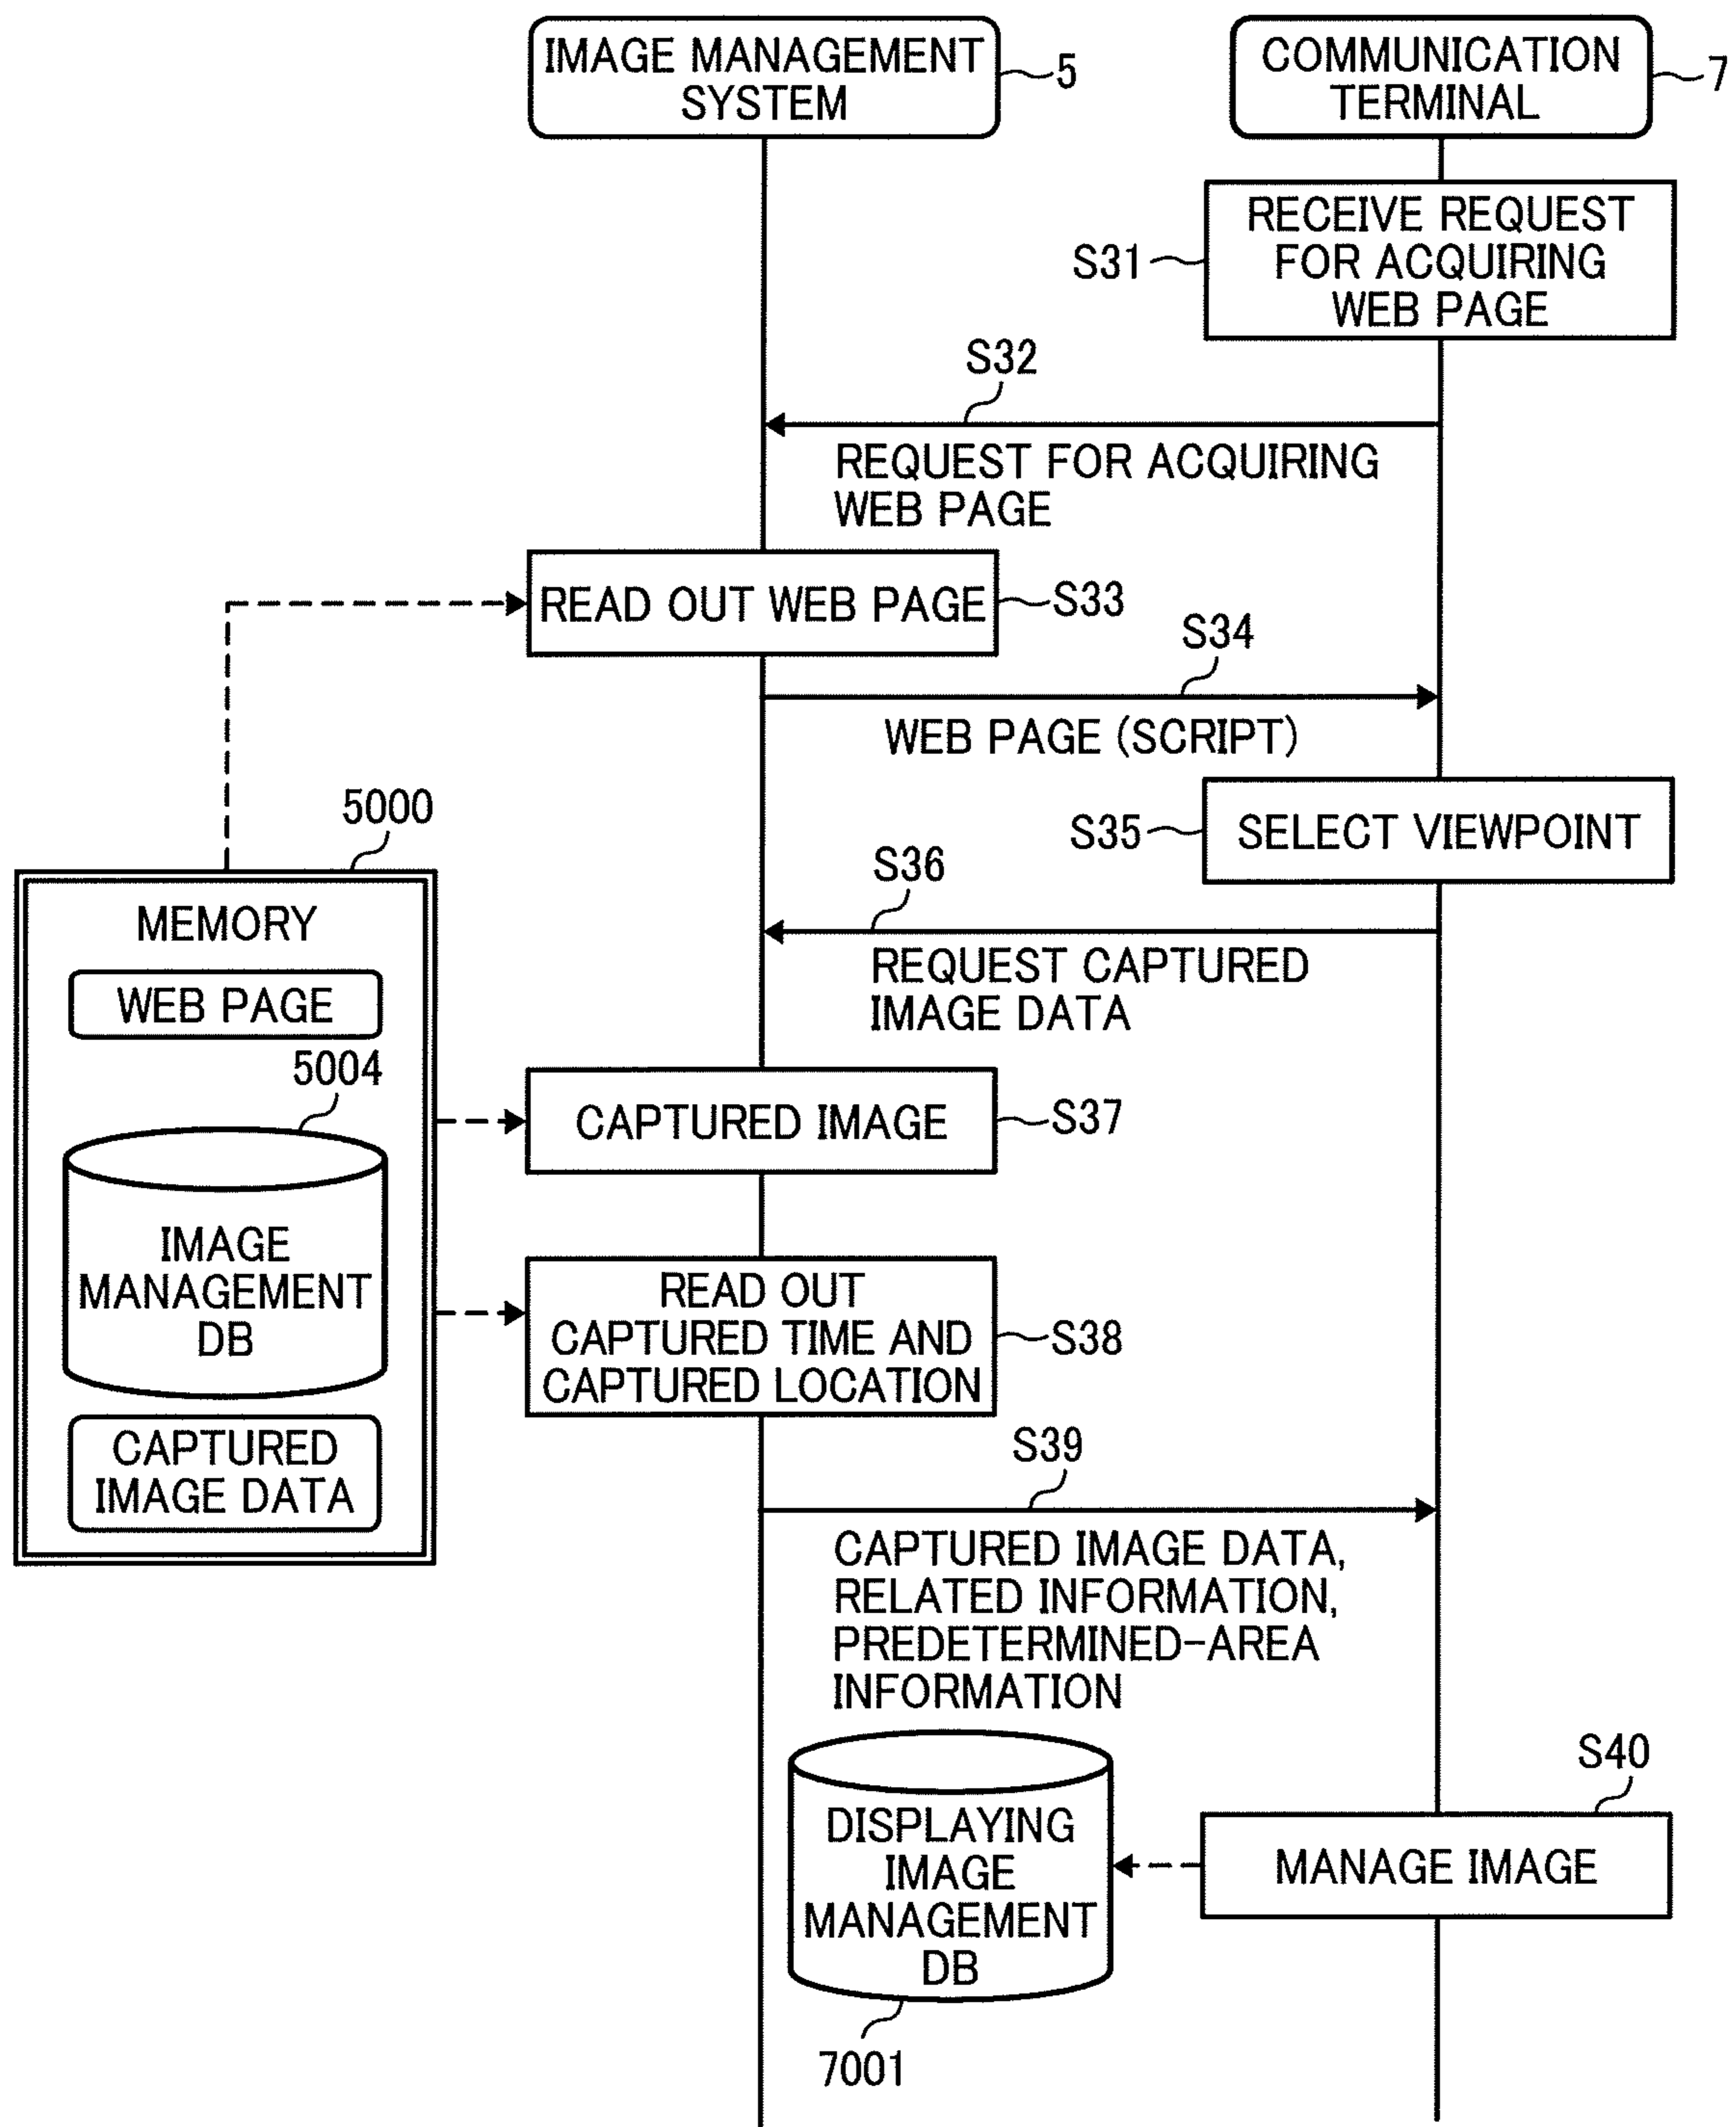 IMAGE MANAGEMENT
SYSTEM
5
COMMUNICATION
TERMINAL
7
RECEIVE REQUEST
FOR ACQUIRING
WEB PAGE
S31
S32
REQUEST FOR ACQUIRING
WEB PAGE
READ OUT WEB PAGE
S33
S34
WEB PAGE (SCRIPT)
S35
SELECT VIEWPOINT
S36
REQUEST CAPTURED
IMAGE DATA
5000
MEMORY
WEB PAGE
5004
IMAGE
MANAGEMENT
DB
CAPTURED
IMAGE DATA
CAPTURED IMAGE
S37
READ OUT
CAPTURED TIME AND
CAPTURED LOCATION
S38
S39
CAPTURED IMAGE DATA,
RELATED INFORMATION,
PREDETERMINED-AREA
INFORMATION
S40
MANAGE IMAGE
DISPLAYING
IMAGE
MANAGEMENT
DB
7001